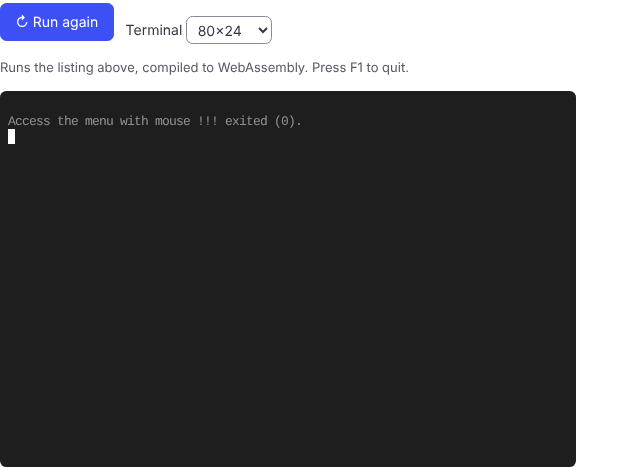 ↻ Run again
Terminal 80×24
Runs the listing above, compiled to WebAssembly. Press F1 to quit.
Access the menu with mouse !!! exited (0).